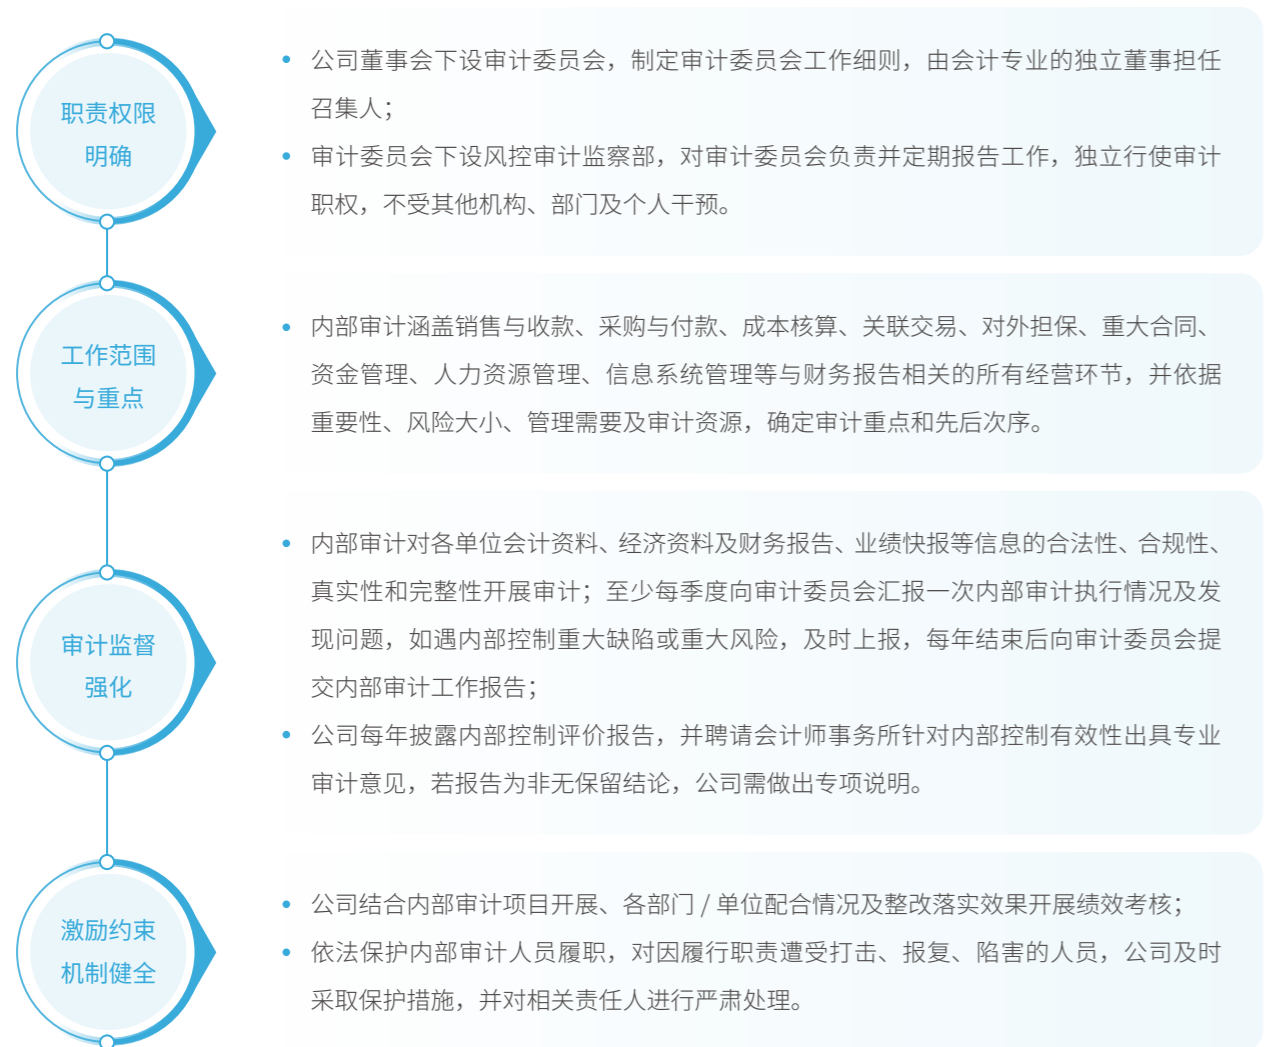 职责权限
明确
• 公司董事会下设审计委员会，制定审计委员会工作细则，由会计专业的独立董事担任
召集人；
• 审计委员会下设风控审计监察部，对审计委员会负责并定期报告工作，独立行使审计
职权，不受其他机构、部门及个人干预。
工作范围
与重点
• 内部审计涵盖销售与收款、采购与付款、成本核算、关联交易、对外担保、重大合同、
资金管理、人力资源管理、信息系统管理等与财务报告相关的所有经营环节，并依据
重要性、风险大小、管理需要及审计资源，确定审计重点和先后次序。
审计监督
强化
• 内部审计对各单位会计资料、经济资料及财务报告、业绩快报等信息的合法性、合规性、
真实性和完整性开展审计；至少每季度向审计委员会汇报一次内部审计执行情况及发
现问题，如遇内部控制重大缺陷或重大风险，及时上报，每年结束后向审计委员会提
交内部审计工作报告；
• 公司每年披露内部控制评价报告，并聘请会计师事务所针对内部控制有效性出具专业
审计意见，若报告为非无保留结论，公司需做出专项说明。
激励约束
机制健全
• 公司结合内部审计项目开展、各部门 / 单位配合情况及整改落实效果开展绩效考核；
• 依法保护内部审计人员履职，对因履行职责遭受打击、报复、陷害的人员，公司及时
采取保护措施，并对相关责任人进行严肃处理。